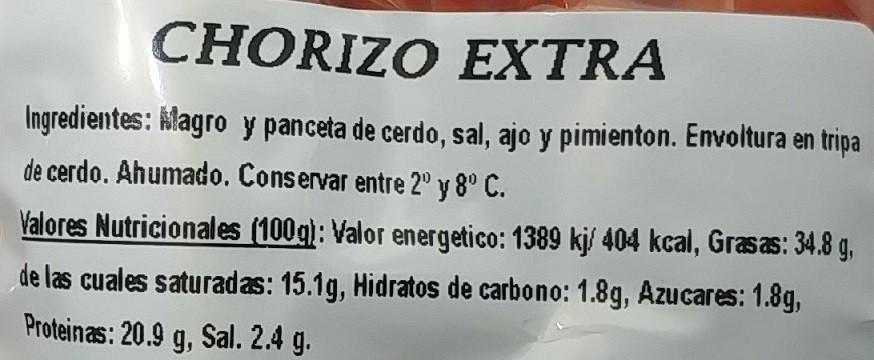 CHORIZO EXTRA
Ingredientes: Magro y panceta de cerdo, sal, ajo y pimienton. Envoltura en tripa
de cerdo. Ahumado. Conservar entre 2º y 8º C.
Valores Nutricionales (100g): Valor energetico: 1389 kj/ 404 kcal, Grasas: 34.8 g,
de las cuales saturadas: 15.1g, Hidratos de carbono: 1.8g, Azucares: 1.8g,
Proteinas: 20.9 g, Sal. 2.4 g.